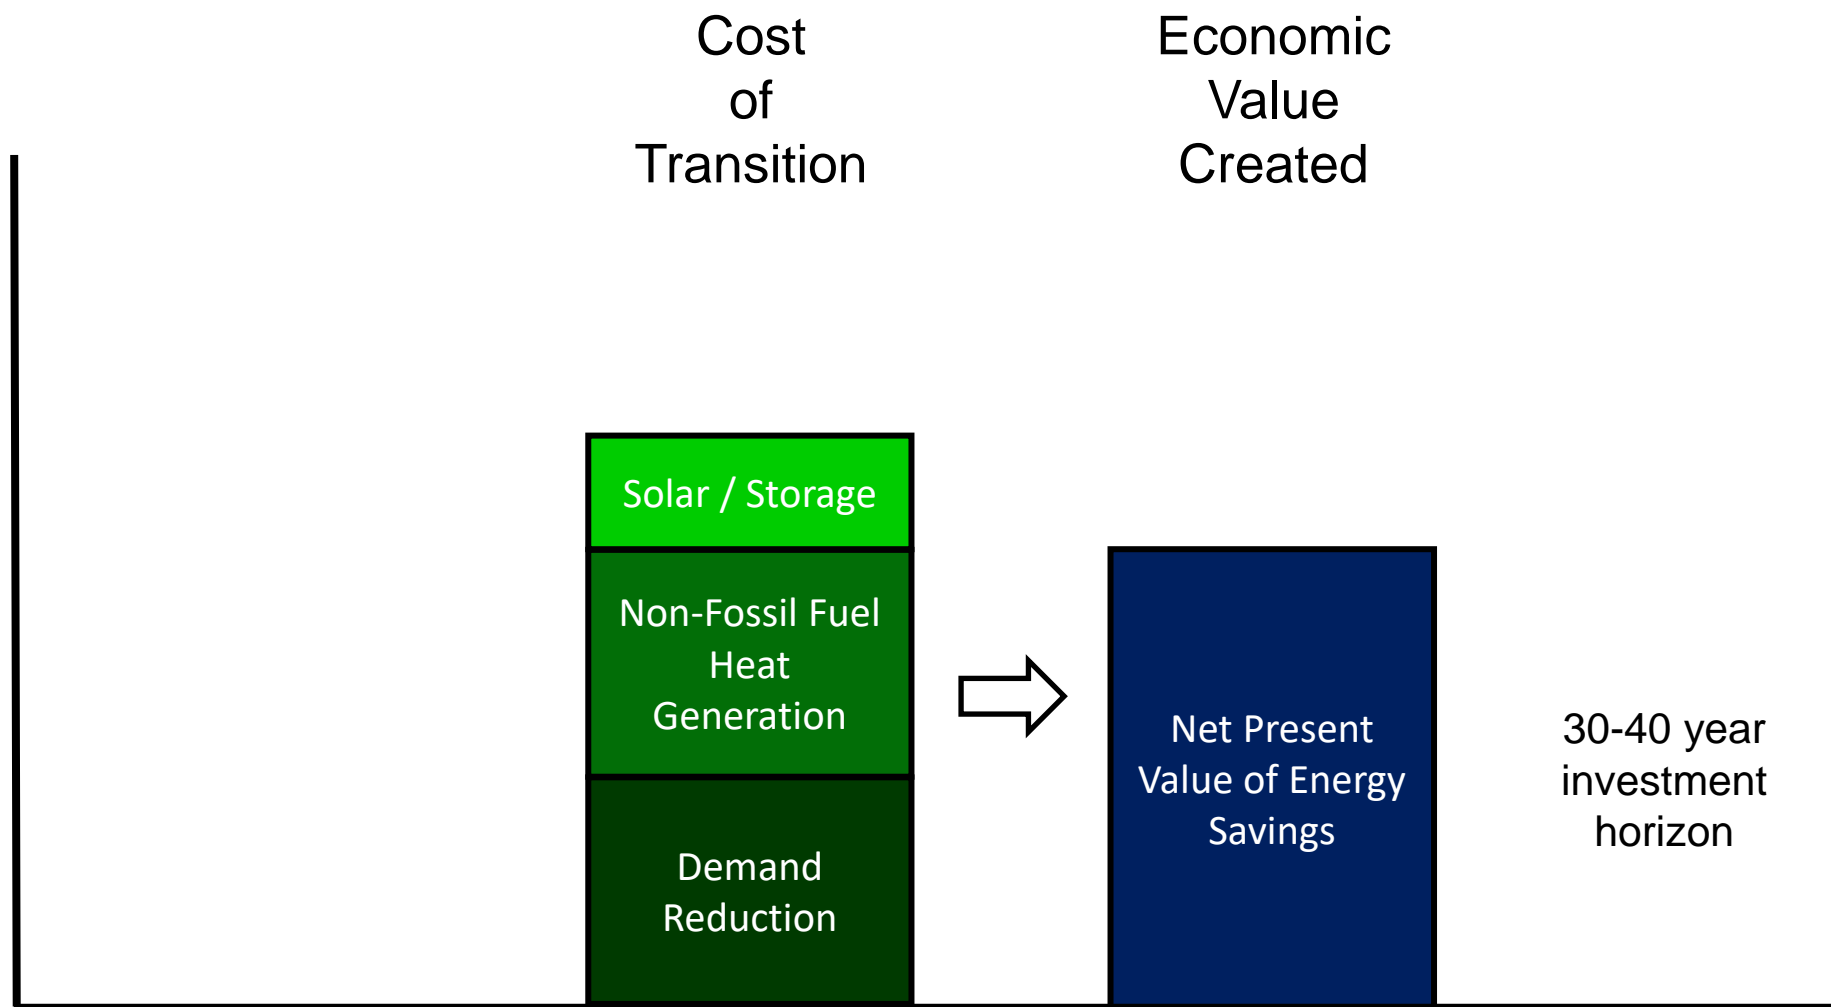 Cost
of
Transition
Economic
Value
Created
Solar / Storage
Non-Fossil Fuel
Heat
Generation
Demand
Reduction
Net Present
Value of Energy
Savings
30-40 year
investment
horizon